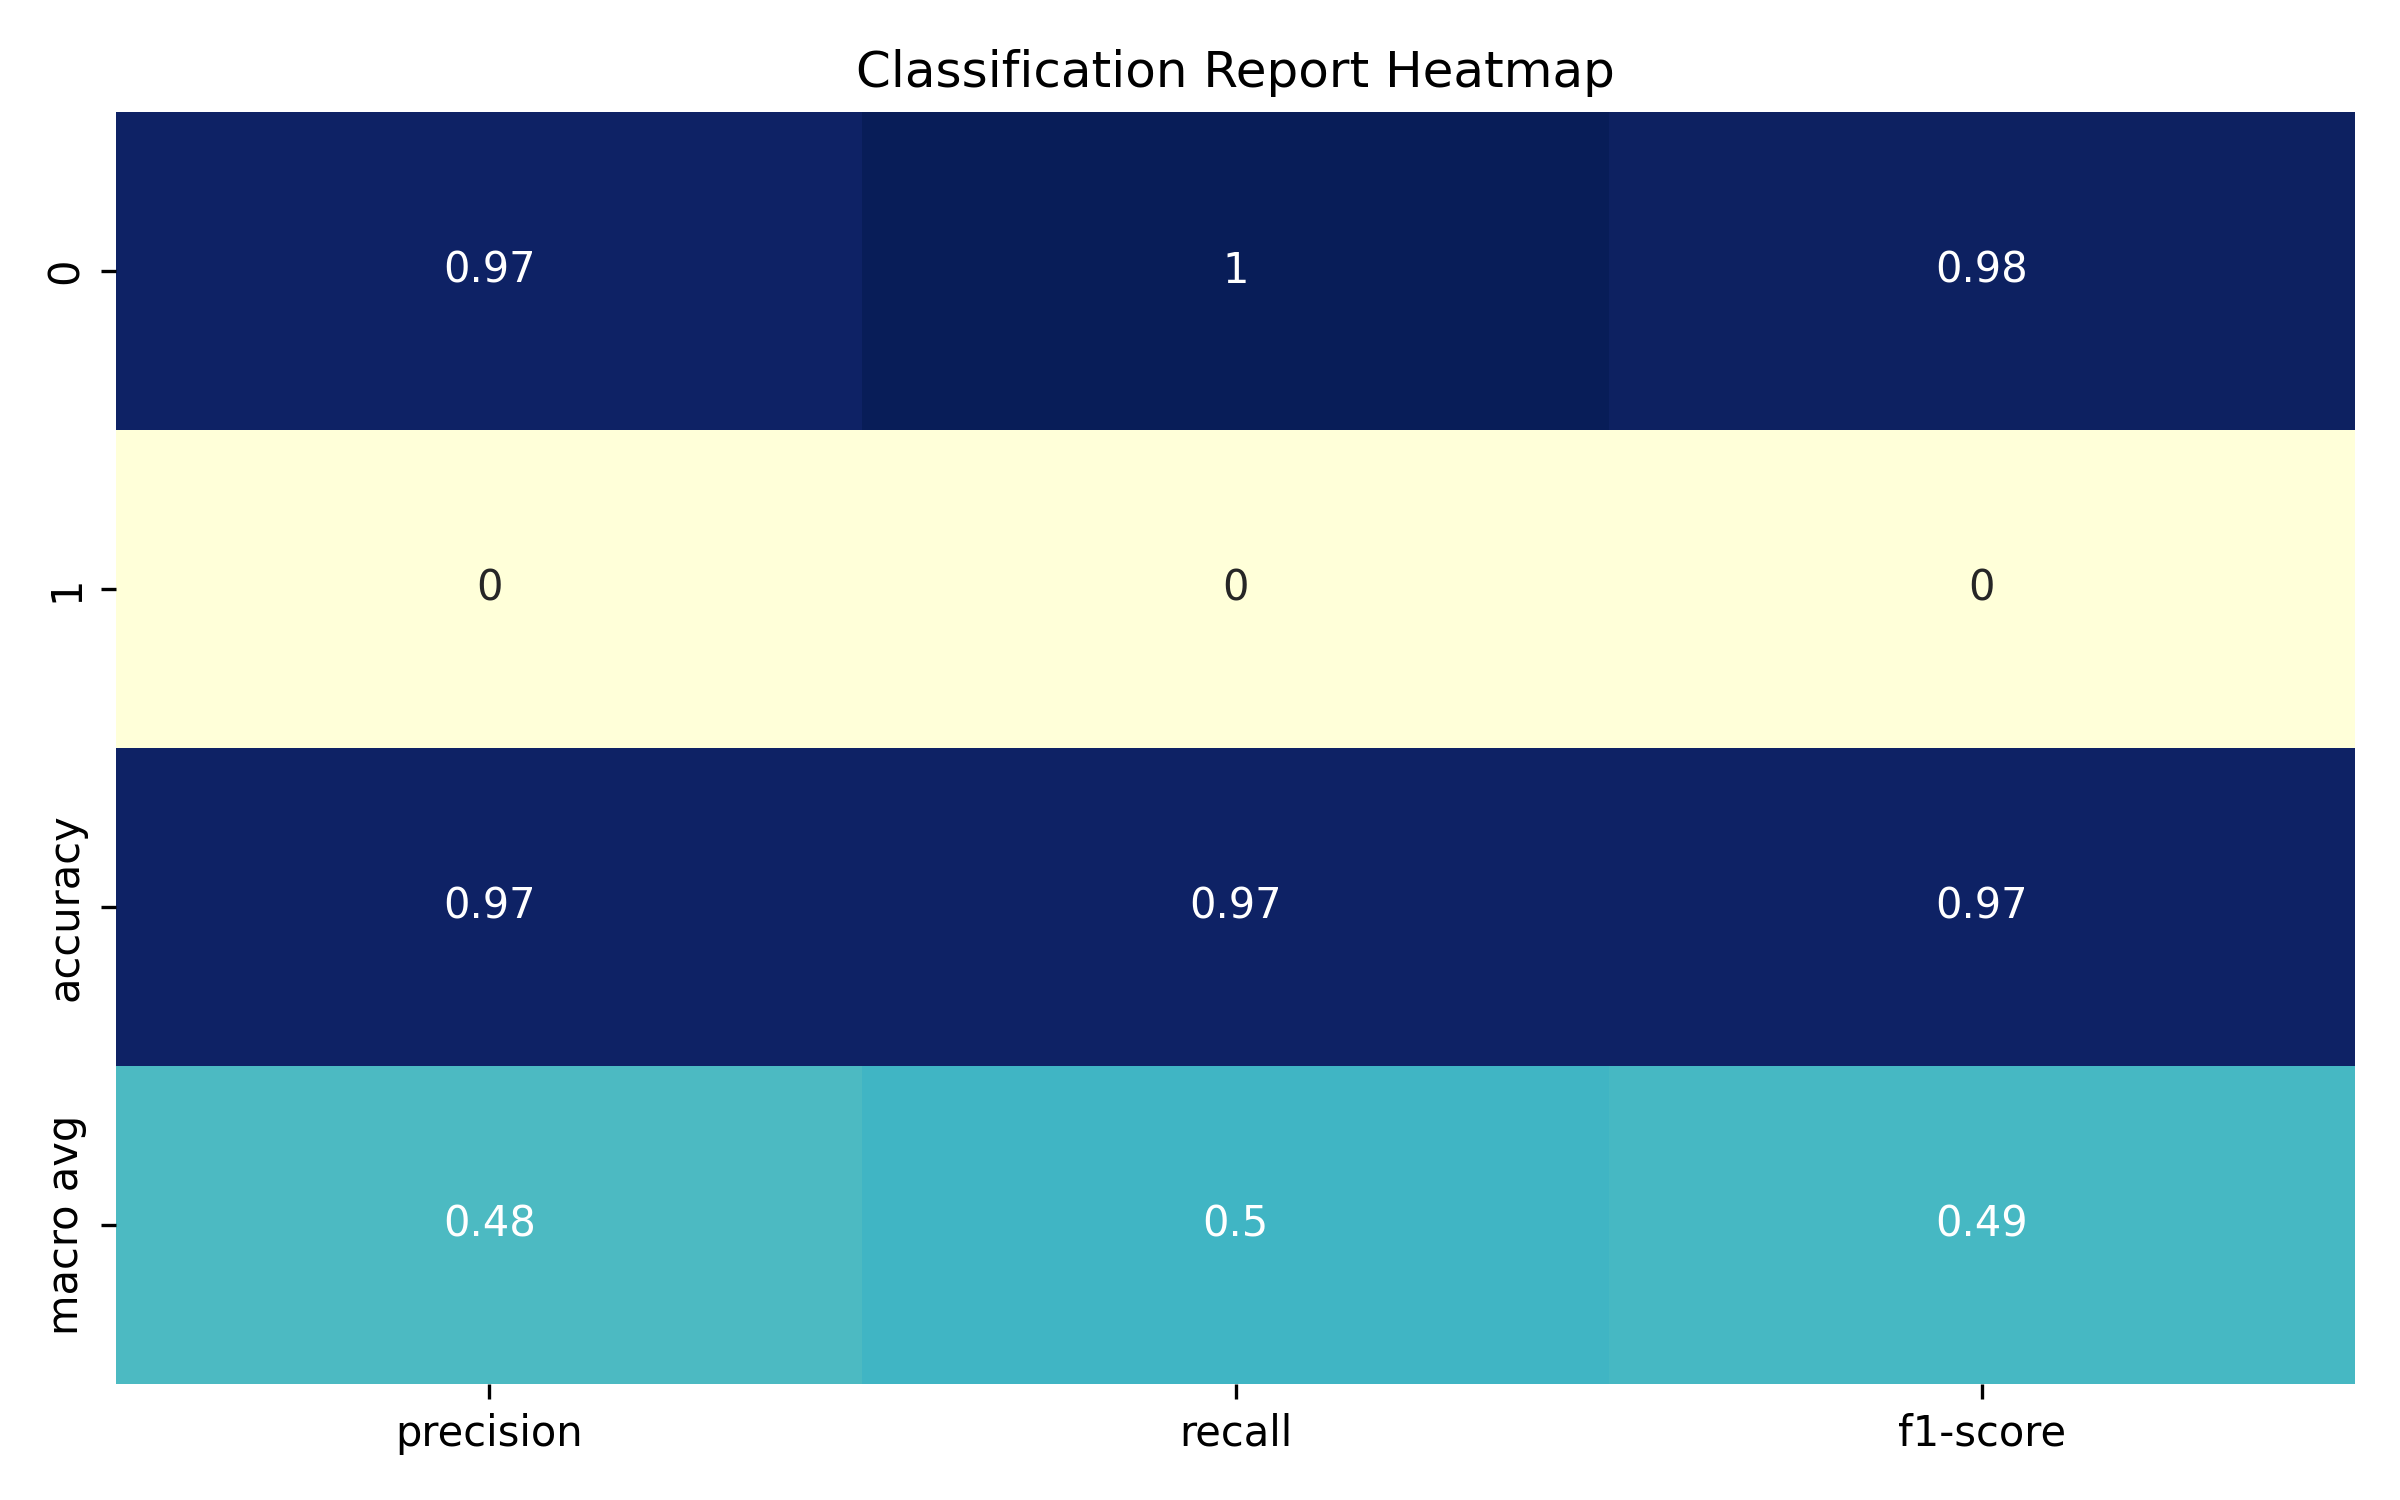 Classification Report Heatmap
0
0.97
1
0.98
1
0
0
0
accuracy
0.97
0.97
0.97
macro avg
0.48
0.5
0.49
precision
recall
f1-score